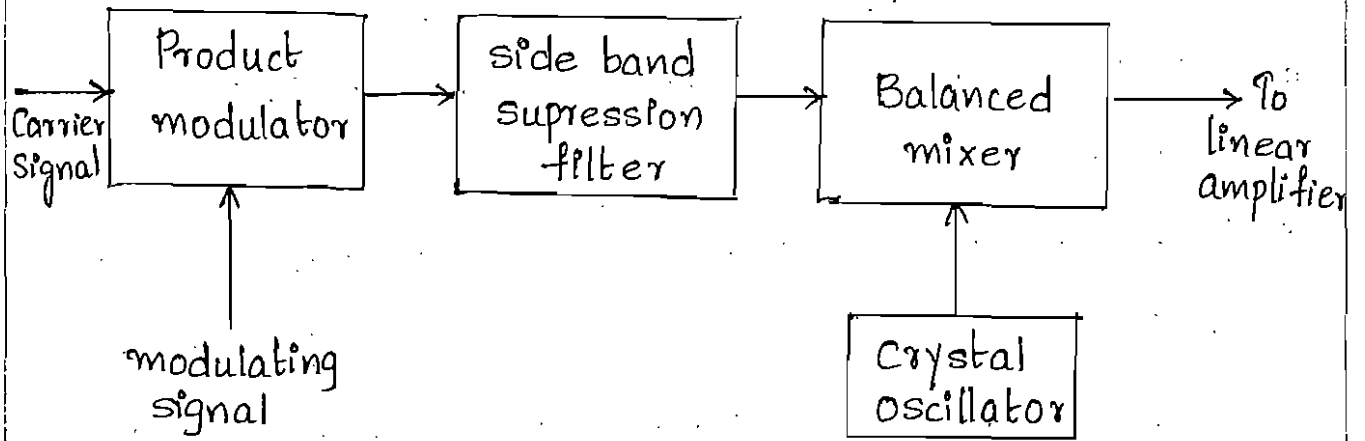 Product
modulator
side band
supression
filter
Balanced
mixer
To
linear
amplifier
Carrier
Signal
modulating
signal
Crystal
oscillator